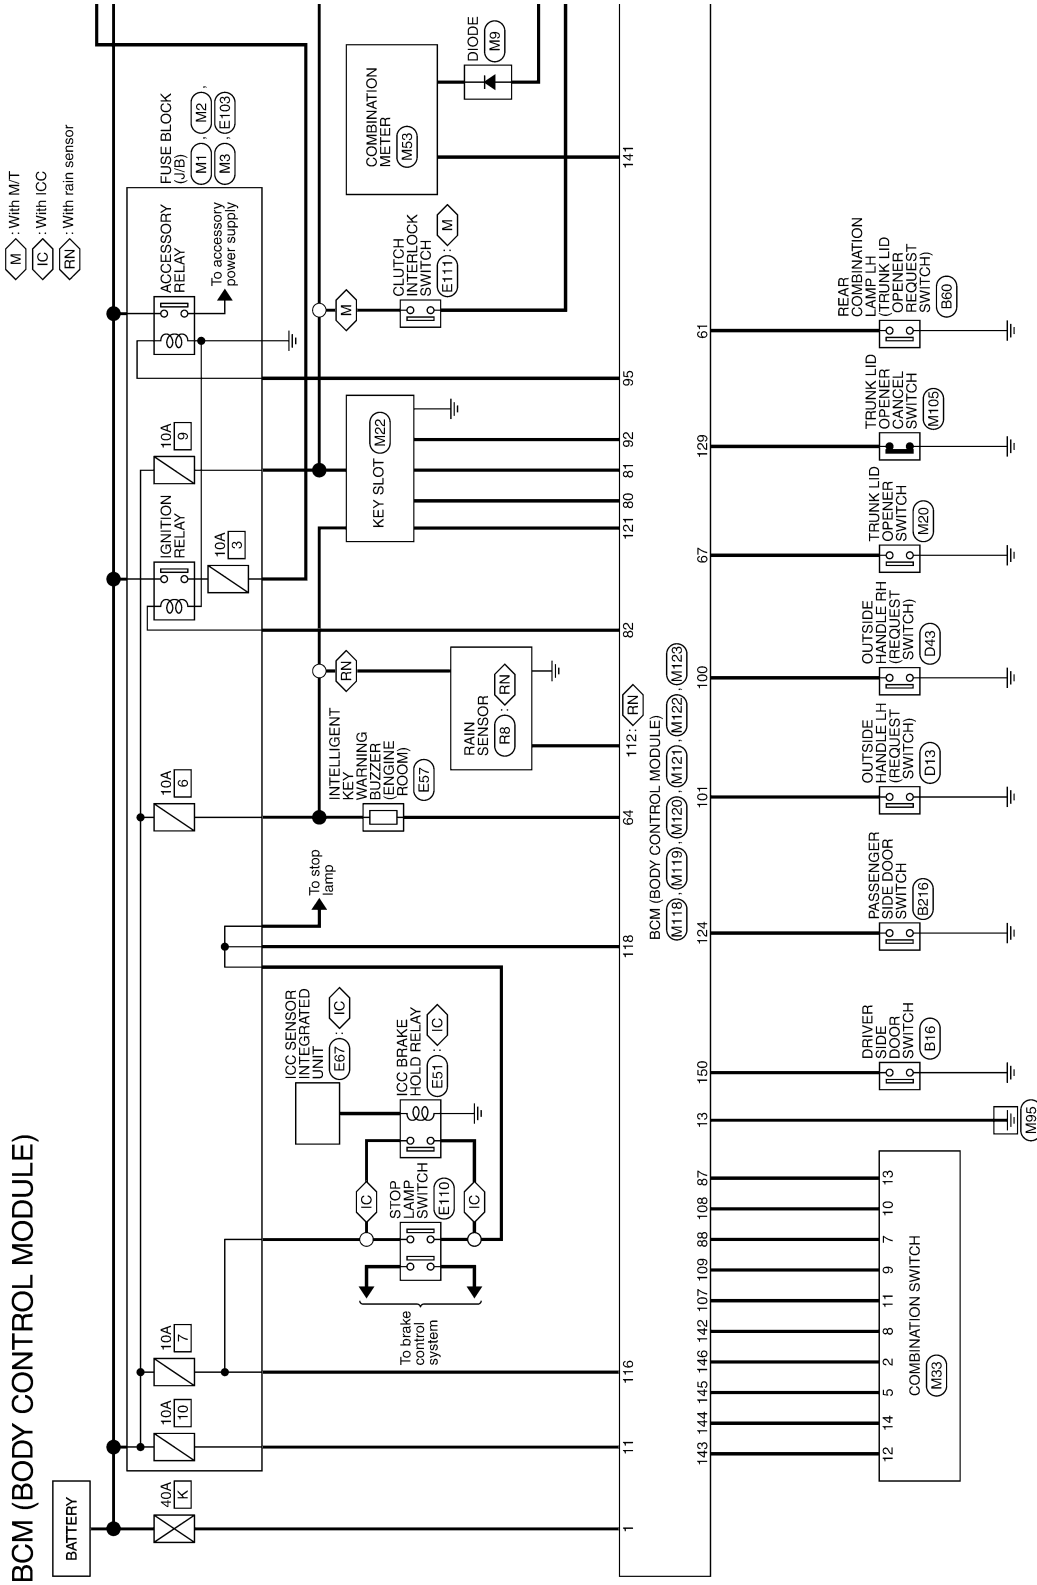 BCM (BODY CONTROL MODULE)
M : With M/T
IC : With ICC
RN : With rain sensor
BATTERY
40A
K
10A
10
10A
7
10A
6
IGNITION
RELAY
10A
3
10A
9
ACCESSORY
RELAY
To accessory
power supply
FUSE BLOCK
(J/B)
M1 , M2 ,
M3 , E103
To brake
control
system
STOP
LAMP
SWITCH
E110
IC
IC
ICC SENSOR
INTEGRATED
UNIT
E67 : IC
ICC BRAKE
HOLD RELAY
E51 : IC
To stop
lamp
INTELLIGENT
KEY
WARNING
BUZZER
(ENGINE
ROOM)
E57
RN
RAIN
SENSOR
R8 : RN
KEY SLOT M22
M
CLUTCH
INTERLOCK
SWITCH
E111 : M
COMBINATION
METER
M53
DIODE
M9
1
11
116
118
64
112 : RN
82
121
80
81
92
95
141
BCM (BODY CONTROL MODULE)
M118 , M119 , M120 , M121 , M122 , M123
143
144
145
146
142
107
109
88
108
87
13
150
124
101
100
67
129
61
12
14
5
2
8
11
9
7
10
13
COMBINATION SWITCH
M33
M95
DRIVER
SIDE
DOOR
SWITCH
B16
PASSENGER
SIDE DOOR
SWITCH
B216
OUTSIDE
HANDLE LH
(REQUEST
SWITCH)
D13
OUTSIDE
HANDLE RH
(REQUEST
SWITCH)
D43
TRUNK LID
OPENER
SWITCH
M20
TRUNK LID
OPENER
CANCEL
SWITCH
M105
REAR
COMBINATION
LAMP LH
(TRUNK LID
OPENER
REQUEST
SWITCH)
B60